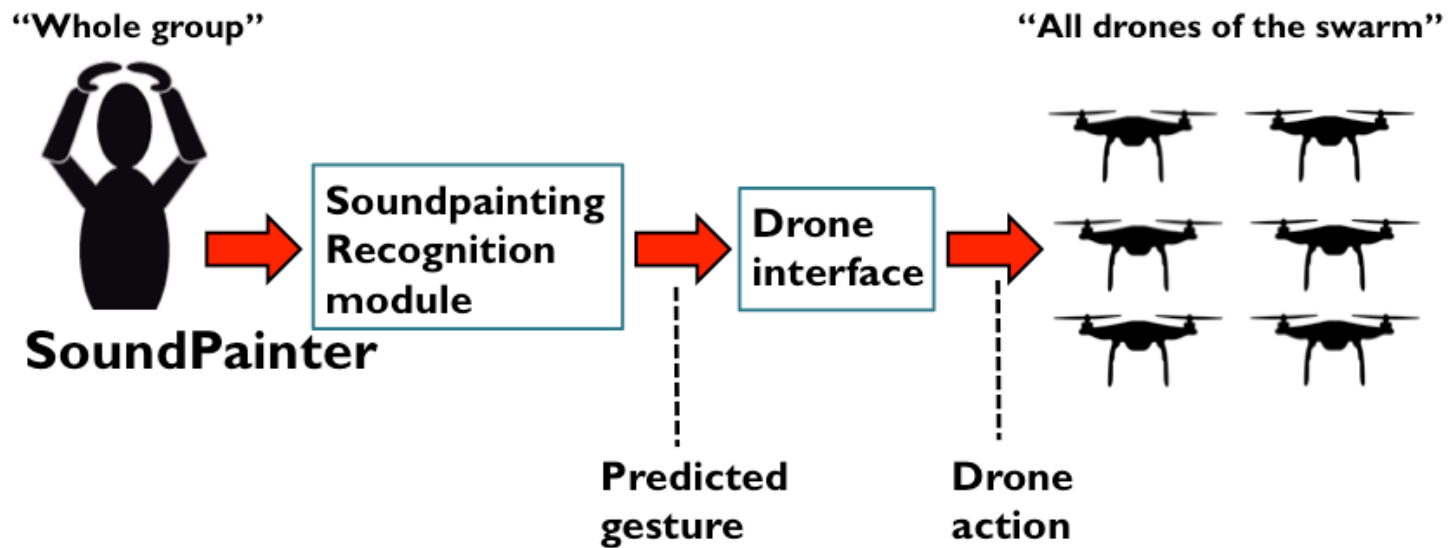 “Whole group”
“All drones of the swarm”
Soundpainting
Recognition
module
Drone
interface
SoundPainter
Predicted
gesture
Drone
action